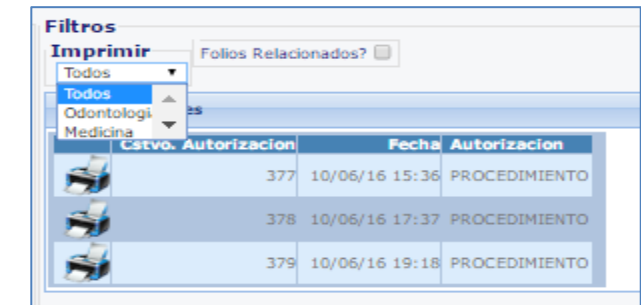 Filtros
Imprimir
Folios Relacionados?
Todos
Todos
Odontologi
Medicina
es
Cstvo. Autorizacion Fecha Autorizacion
377 10/06/16 15:36 PROCEDIMIENTO
378 10/06/16 17:37 PROCEDIMIENTO
379 10/06/16 19:18 PROCEDIMIENTO